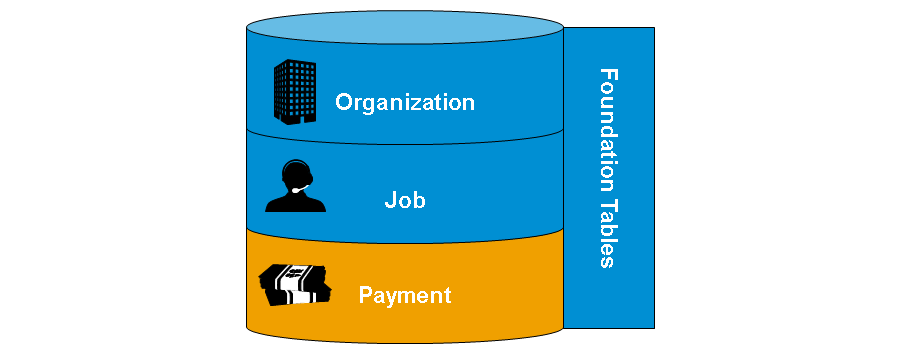 Organization
Job
Payment
Foundation Tables